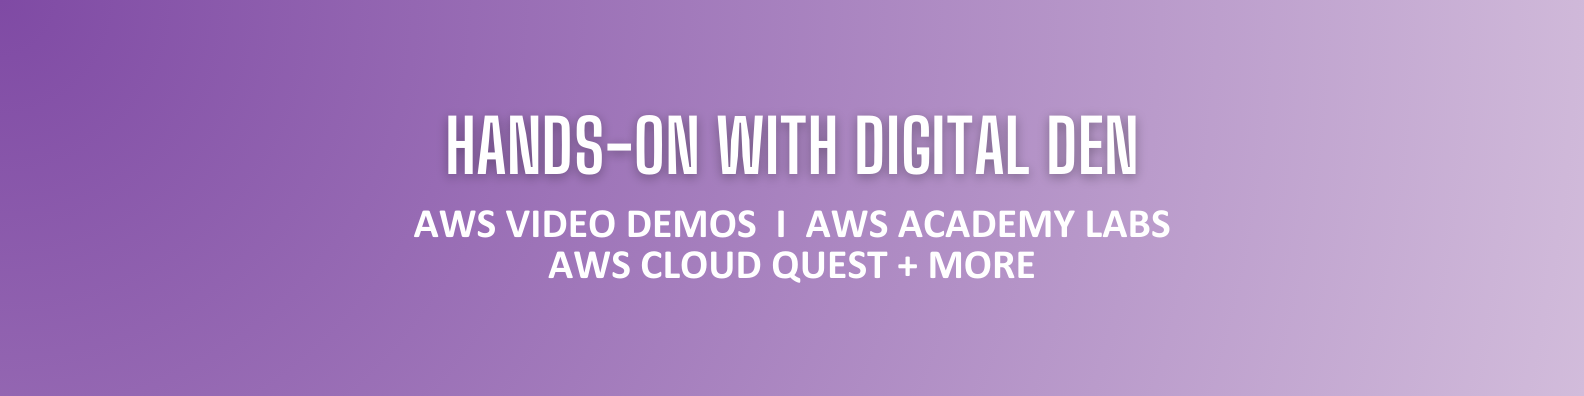 HANDS-ON WITH DIGITAL DEN
AWS VIDEO DEMOS I AWS ACADEMY LABS
AWS CLOUD QUEST + MORE